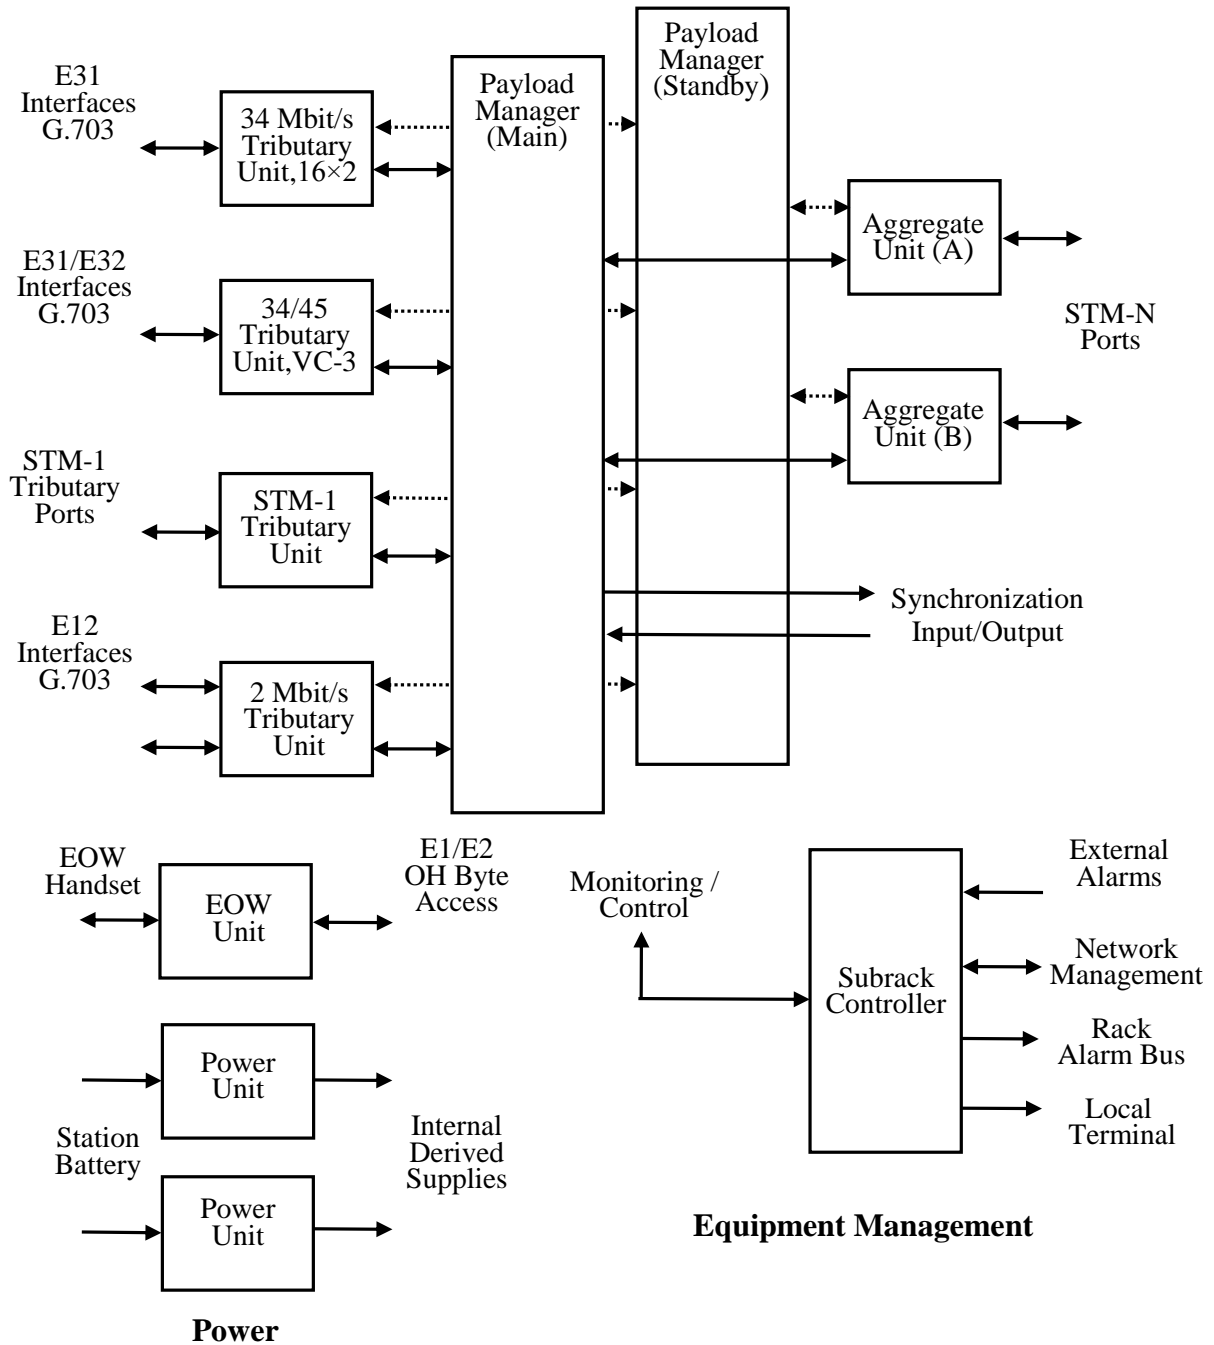 Payload
Manager
(Standby)
E31
Interfaces
G.703
34 Mbit/s
Tributary
Unit,16×2
Payload
Manager
(Main)
Aggregate
Unit (A)
E31/E32
Interfaces
G.703
34/45
Tributary
Unit,VC-3
STM-N
Ports
Aggregate
Unit (B)
STM-1
Tributary
Ports
STM-1
Tributary
Unit
Synchronization
Input/Output
E12
Interfaces
G.703
2 Mbit/s
Tributary
Unit
EOW
Handset
EOW
Unit
E1/E2
OH Byte
Access
Monitoring /
Control
External
Alarms
Subrack
Controller
Network
Management
Rack
Alarm Bus
Local
Terminal
Power
Unit
Station
Battery
Internal
Derived
Supplies
Power
Unit
Equipment Management
Power